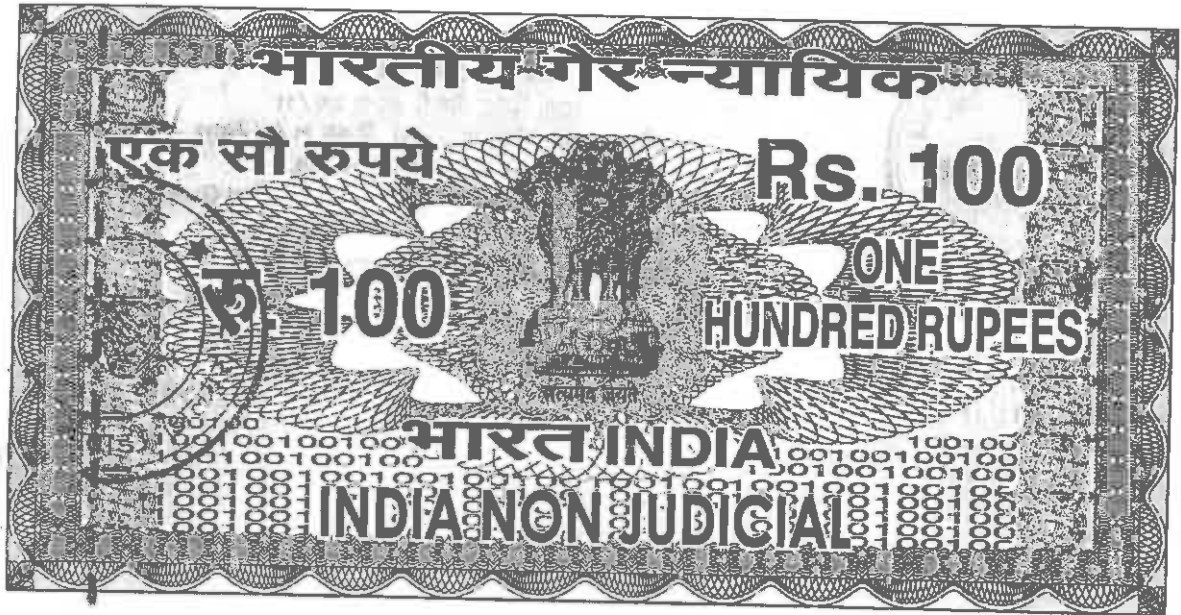 भारतीय गैर न्यायिक
एक सौ रुपये
Rs. 100
रु. 100
ONE
HUNDRED RUPEES
सत्यमेव जयते
भारत INDIA
INDIA NON JUDICIAL